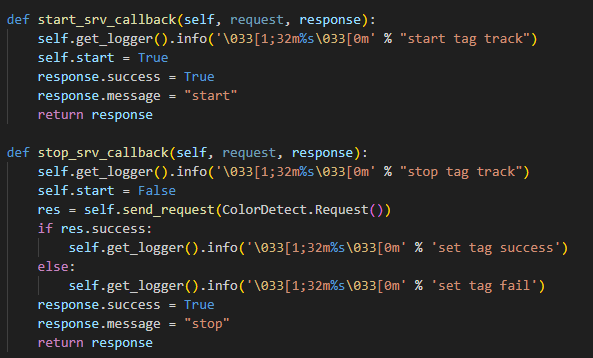 def start_srv_callback(self, request, response):
    self.get_logger().info('\033[1;32m%s\033[0m' % "start tag track")
    self.start = True
    response.success = True
    response.message = "start"
    return response

def stop_srv_callback(self, request, response):
    self.get_logger().info('\033[1;32m%s\033[0m' % "stop tag track")
    self.start = False
    res = self.send_request(ColorDetect.Request())
    if res.success:
        self.get_logger().info('\033[1;32m%s\033[0m' % 'set tag success')
    else:
        self.get_logger().info('\033[1;32m%s\033[0m' % 'set tag fail')
    response.success = True
    response.message = "stop"
    return response